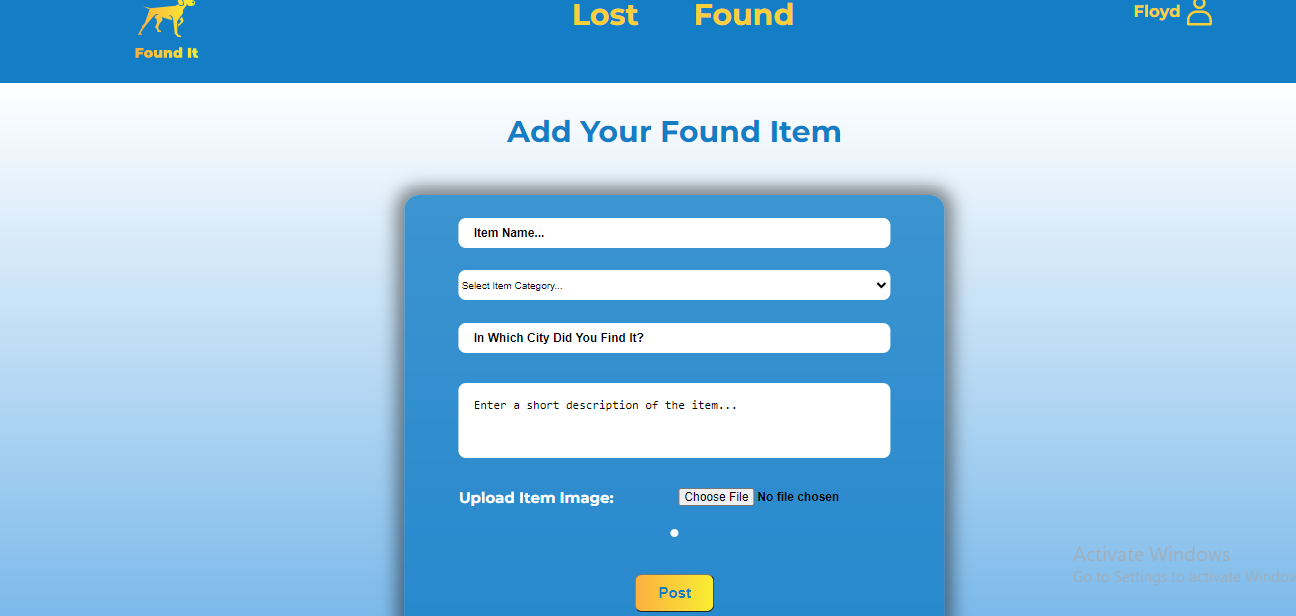 Lost Found
Floyd
Found It
Add Your Found Item
Item Name...
Select Item Category...
In Which City Did You Find It?
Enter a short description of the item...
Upload Item Image: Choose File No file chosen
Activate Windows
Go to Settings to activate Windows
Post